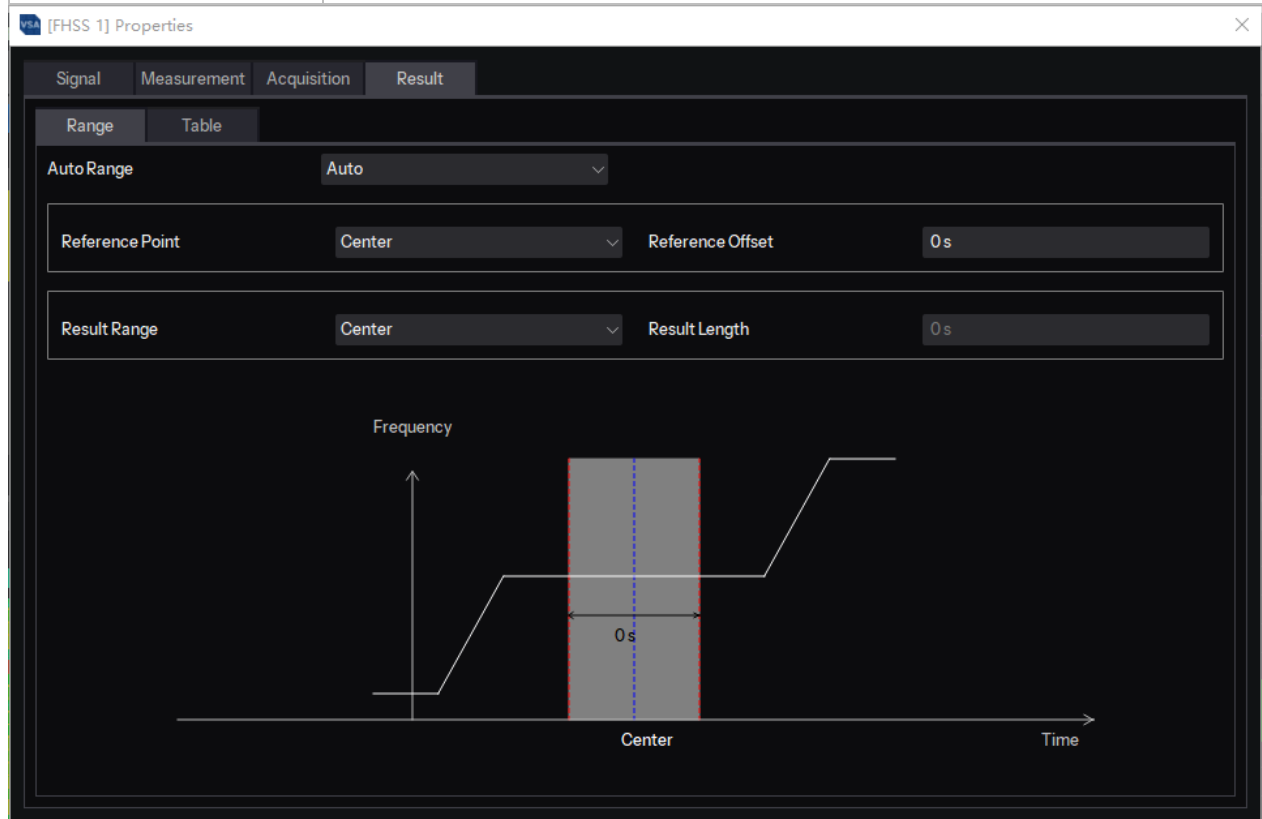 VSA [FHSS 1] Properties
Signal Measurement Acquisition Result
Range Table
Auto Range Auto
Reference Point Center Reference Offset 0 s
Result Range Center Result Length 0 s
Frequency
0 s
Center Time